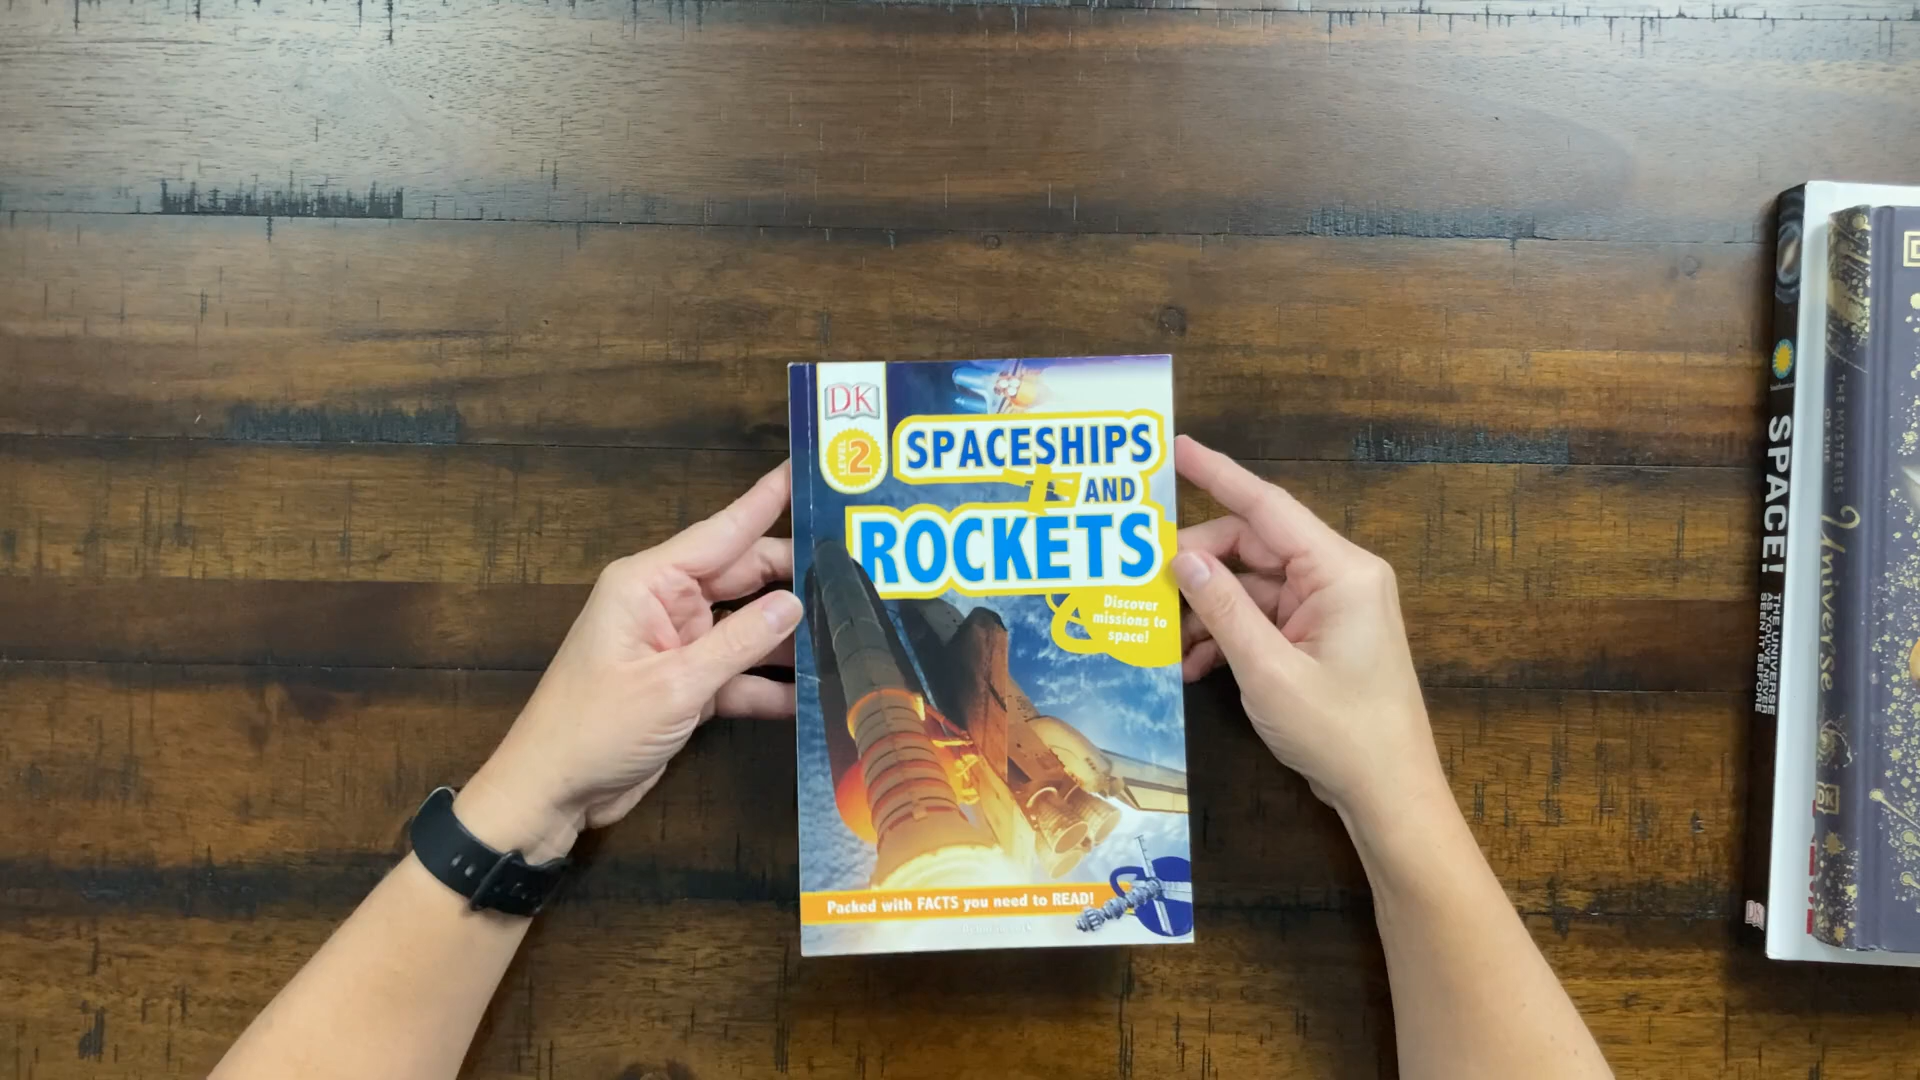 DK
LEVEL 2
SPACESHIPS
AND
ROCKETS
Discover
missions to
space!
Packed with FACTS you need to READ!
SPACE!
THE UNIVERSE
AS YOU'VE NEVER
SEEN IT BEFORE
DK
THE MYSTERIES
OF THE
Universe
DK